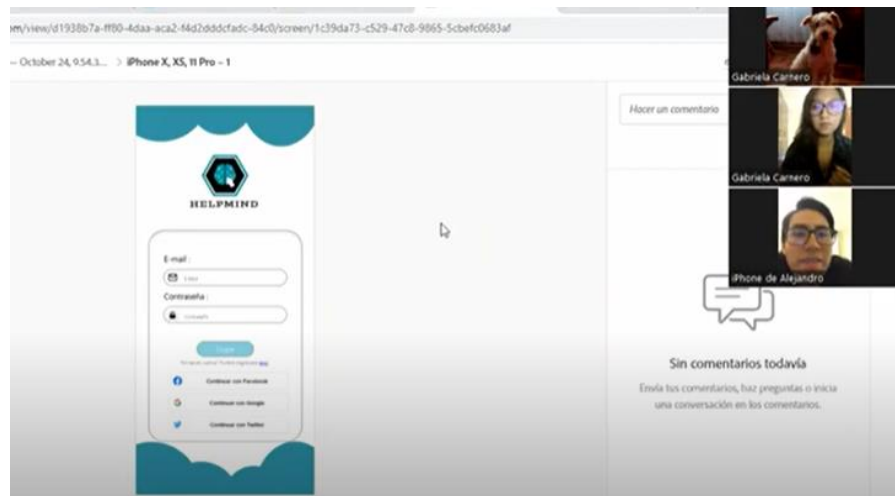 m/view/d1938b7a-ff80-4daa-aca2-f4d2dddcfadc-84c0/screen/1c39da73-c529-47c8-9865-5cbefc0683af
— October 24, 9.54.3... > iPhone X, XS, 11 Pro – 1
Gabriela Carnero
Hacer un comentario
Gabriela Carnero
iPhone de Alejandro
HELPMIND
E-mail :
Contraseña :
Continuar con Facebook
Continuar con Google
Continuar con Twitter
Sin comentarios todavía
Envía tus comentarios, haz preguntas o inicia
una conversación en los comentarios.